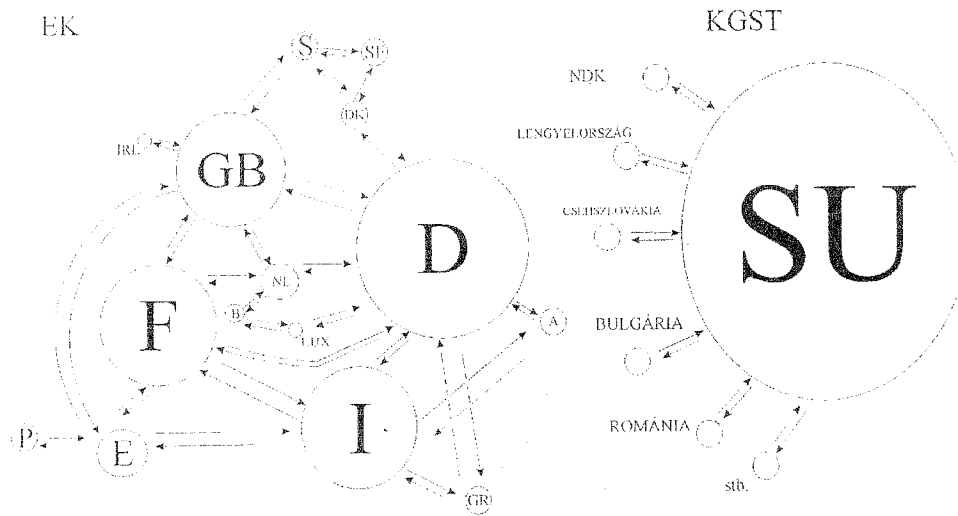 EK
KGST
S
SF
DK
IRL
GB
D
NL
F
B
LUX
A
I
P
E
GR
NDK
LENGYELORSZÁG
CSEHSZLOVÁKIA
SU
BULGÁRIA
ROMÁNIA
stb.